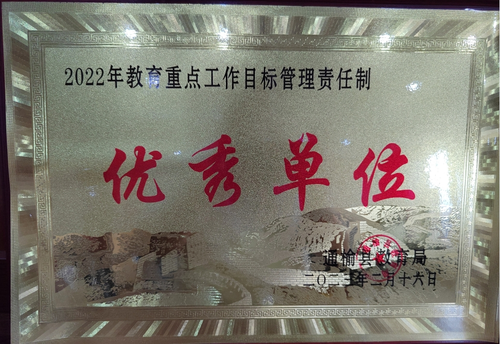 2022年教育重点工作目标管理责任制
优秀单位
通榆县教育局
二〇二三年二月十六日